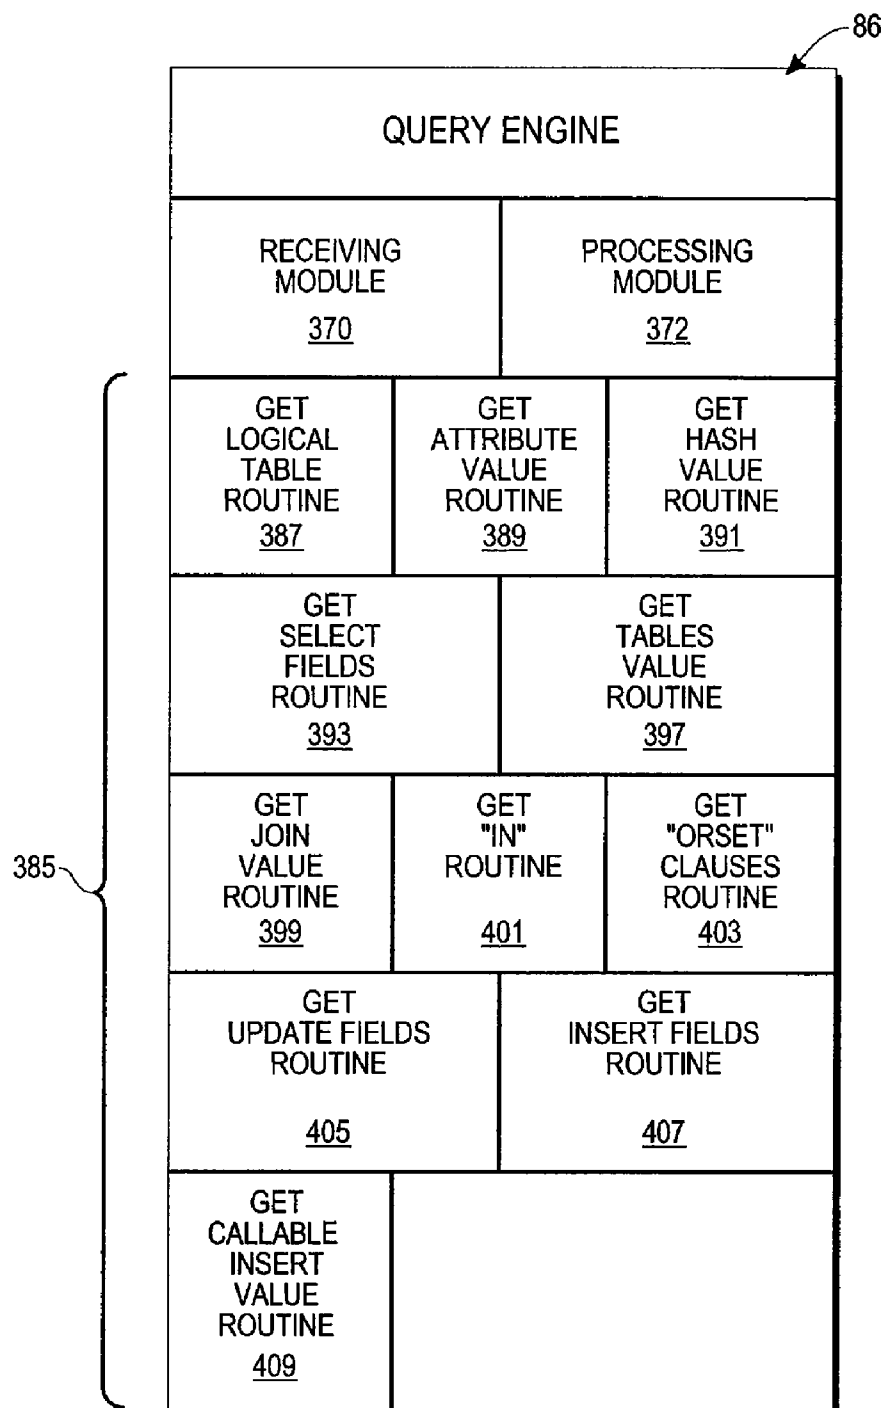 86
QUERY ENGINE
RECEIVING
MODULE
370
PROCESSING
MODULE
372
GET
LOGICAL
TABLE
ROUTINE
387
GET
ATTRIBUTE
VALUE
ROUTINE
389
GET
HASH
VALUE
ROUTINE
391
GET
SELECT
FIELDS
ROUTINE
393
GET
TABLES
VALUE
ROUTINE
397
385
GET
JOIN
VALUE
ROUTINE
399
GET
"IN"
ROUTINE
401
GET
"ORSET"
CLAUSES
ROUTINE
403
GET
UPDATE FIELDS
ROUTINE
405
GET
INSERT FIELDS
ROUTINE
407
GET
CALLABLE
INSERT
VALUE
ROUTINE
409